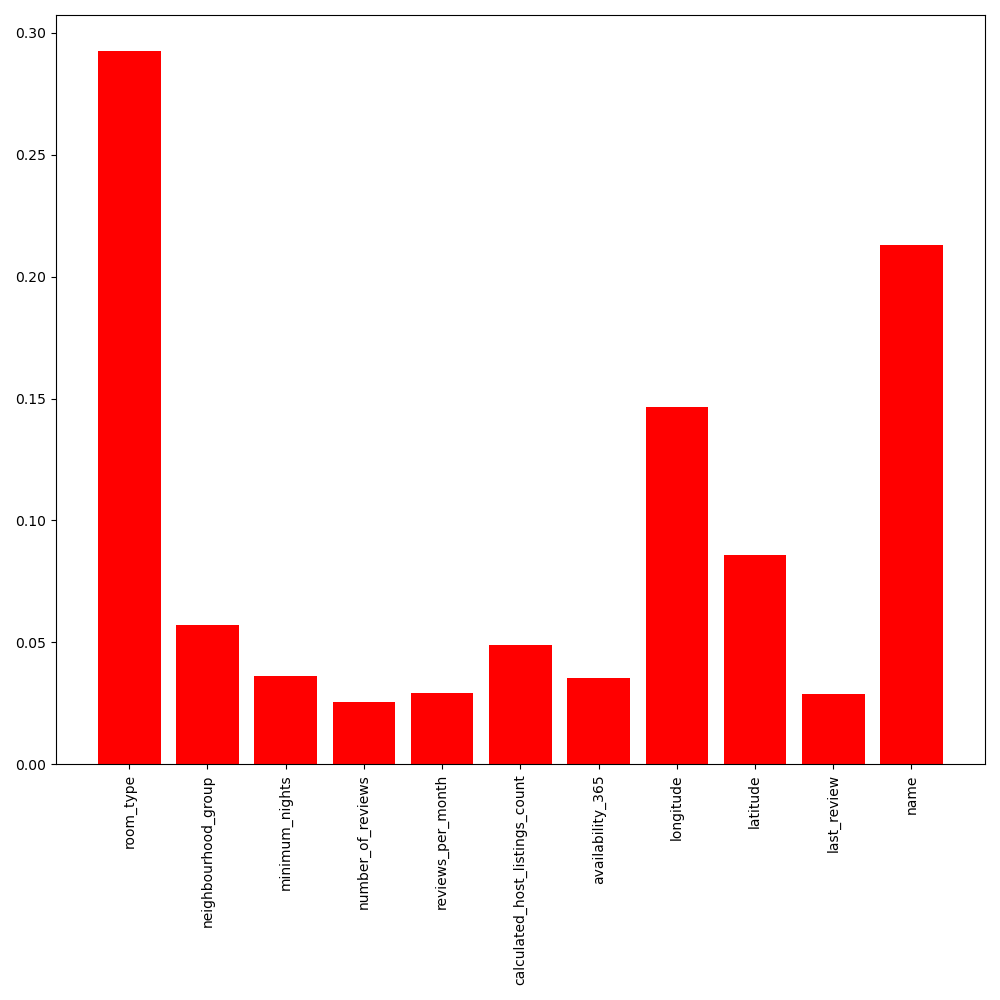 0.30
0.25
0.20
0.15
0.10
0.05
0.00
room_type
neighbourhood_group
minimum_nights
number_of_reviews
reviews_per_month
calculated_host_listings_count
availability_365
longitude
latitude
last_review
name